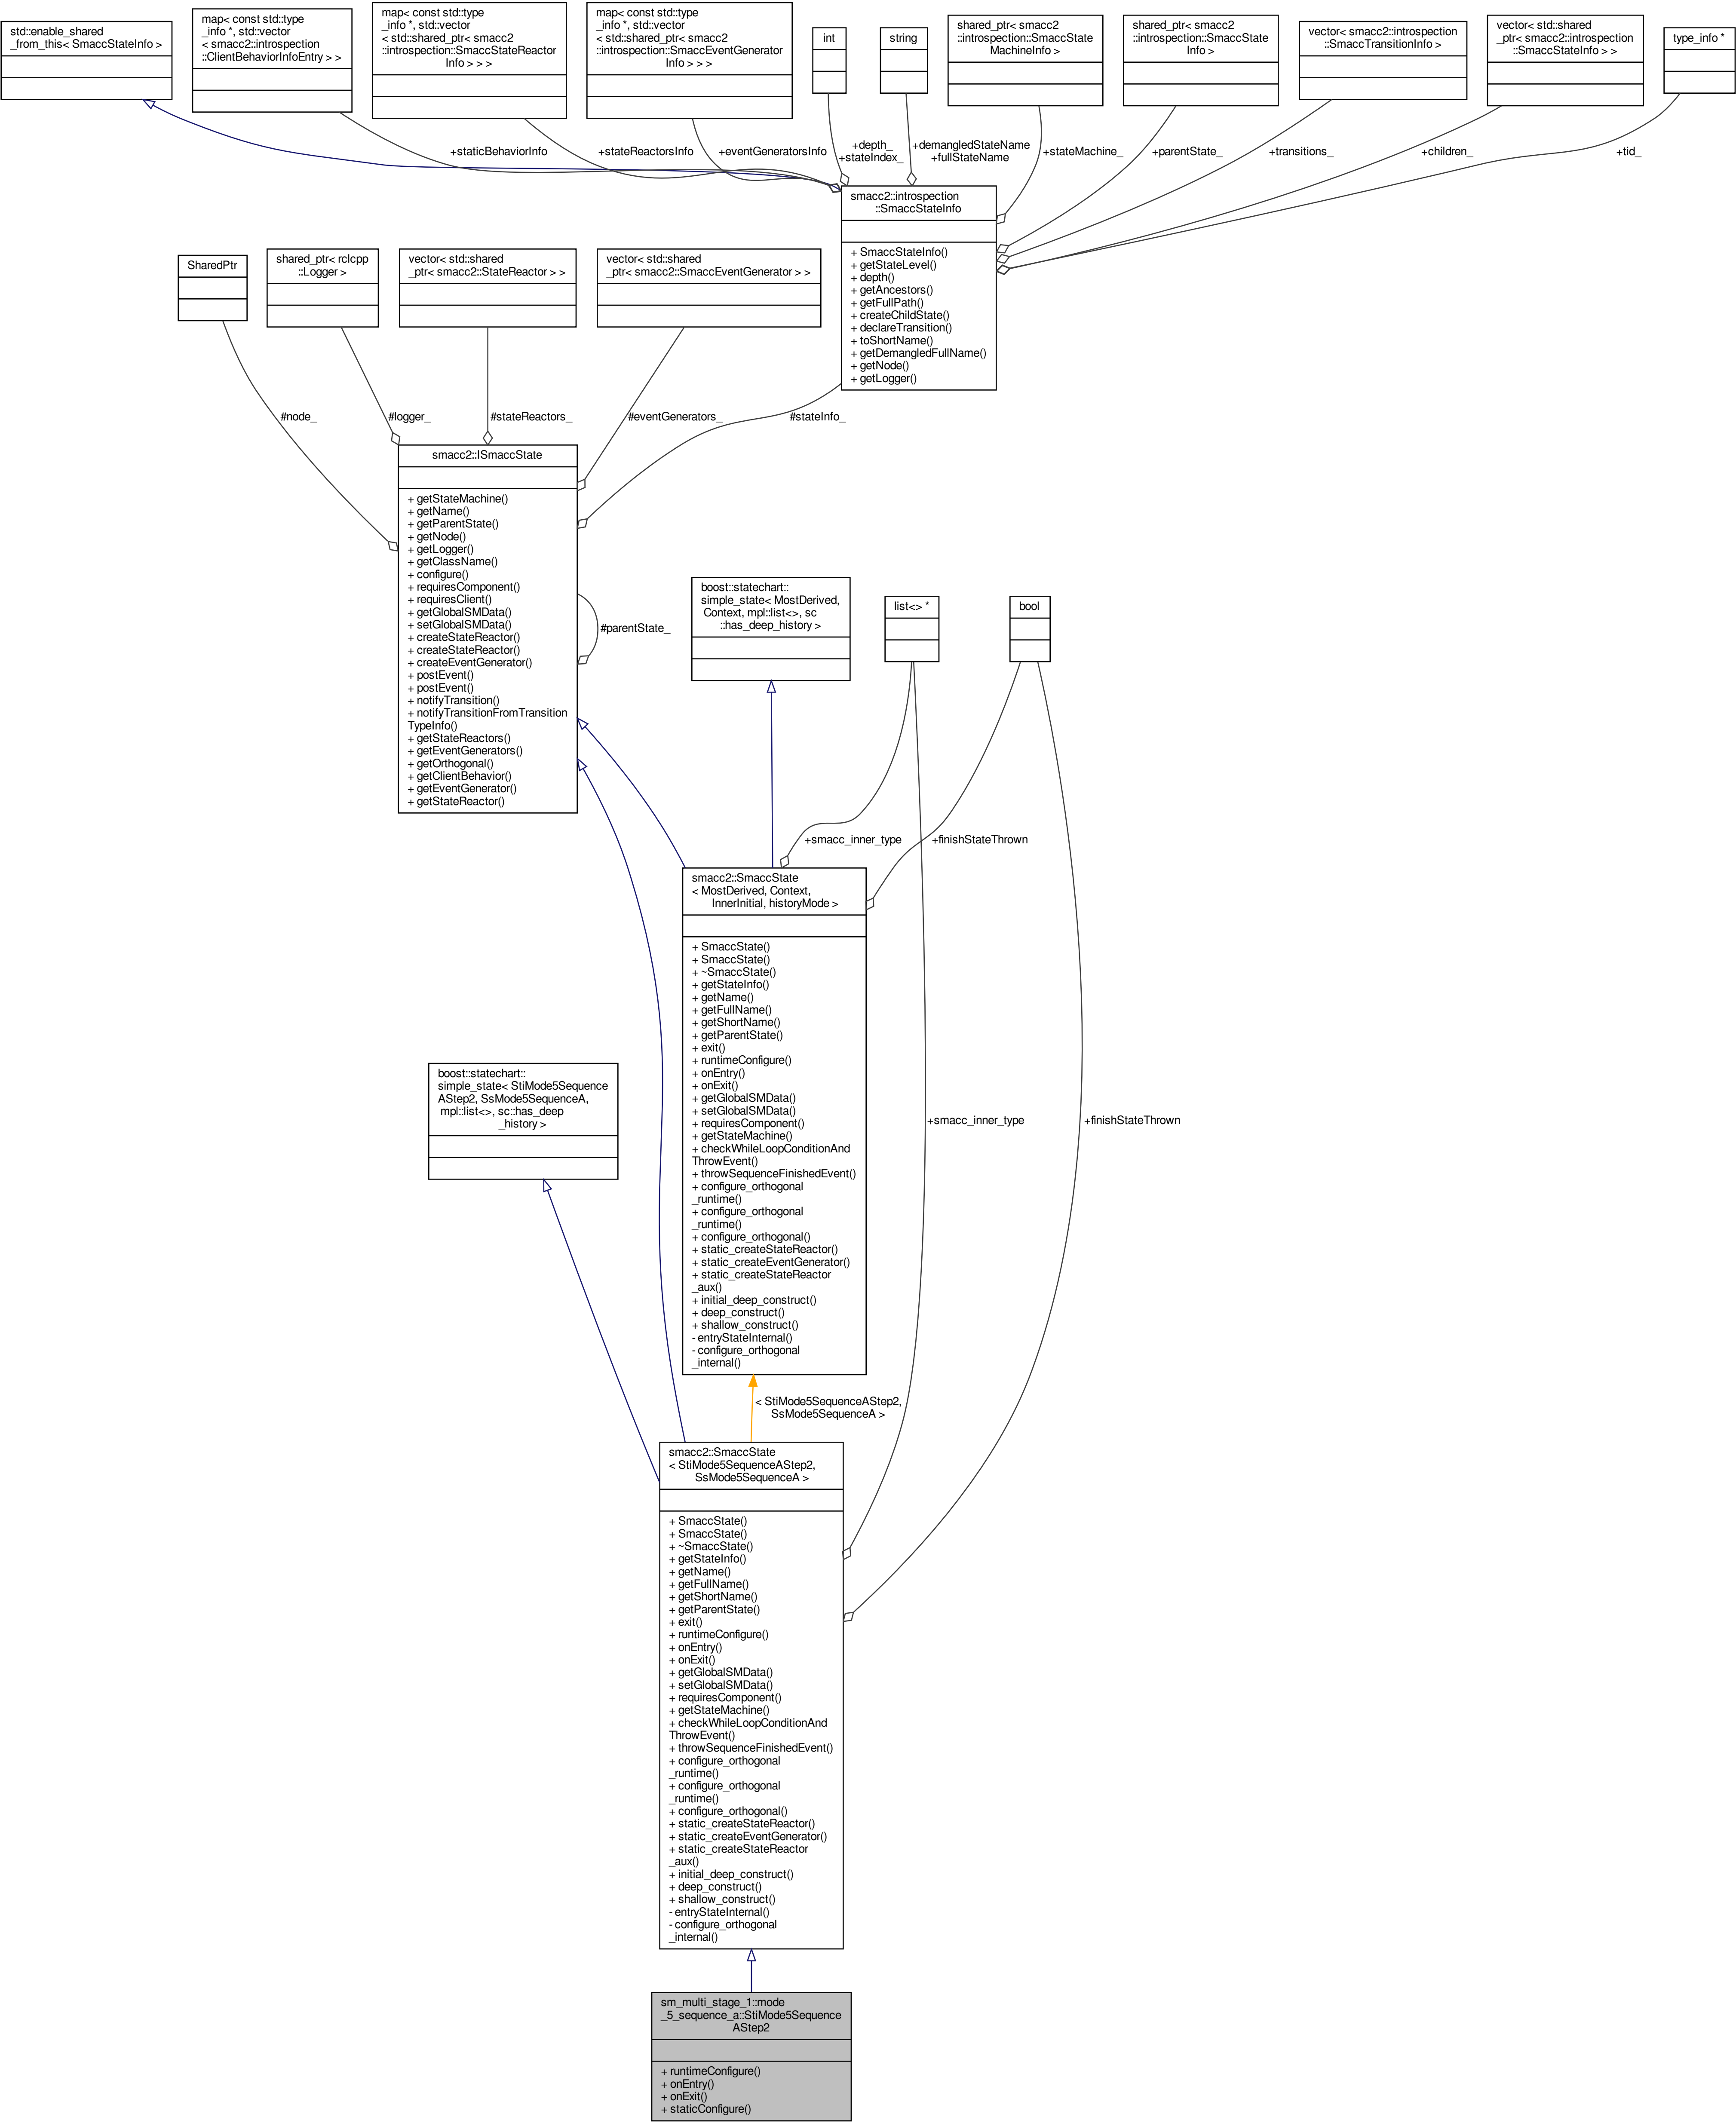 std::enable_shared
_from_this< SmaccStateInfo >
map< const std::type
_info *, std::vector
< smacc2::introspection
::ClientBehaviorInfoEntry > >
map< const std::type
_info *, std::vector
< std::shared_ptr< smacc2
::introspection::SmaccStateReactor
Info > > >
map< const std::type
_info *, std::vector
< std::shared_ptr< smacc2
::introspection::SmaccEventGenerator
Info > > >
int
string
shared_ptr< smacc2
::introspection::SmaccState
MachineInfo >
shared_ptr< smacc2
::introspection::SmaccState
Info >
vector< smacc2::introspection
::SmaccTransitionInfo >
vector< std::shared
_ptr< smacc2::introspection
::SmaccStateInfo > >
type_info *
+staticBehaviorInfo
+stateReactorsInfo
+eventGeneratorsInfo
+depth_
+stateIndex_
+demangledStateName
+fullStateName
+stateMachine_
+parentState_
+transitions_
+children_
+tid_
smacc2::introspection
::SmaccStateInfo
+ SmaccStateInfo()
+ getStateLevel()
+ depth()
+ getAncestors()
+ getFullPath()
+ createChildState()
+ declareTransition()
+ toShortName()
+ getDemangledFullName()
+ getNode()
+ getLogger()
SharedPtr
shared_ptr< rclcpp
::Logger >
vector< std::shared
_ptr< smacc2::StateReactor > >
vector< std::shared
_ptr< smacc2::SmaccEventGenerator > >
#node_
#logger_
#stateReactors_
#eventGenerators_
#stateInfo_
smacc2::ISmaccState
+ getStateMachine()
+ getName()
+ getParentState()
+ getNode()
+ getLogger()
+ getClassName()
+ configure()
+ requiresComponent()
+ requiresClient()
+ getGlobalSMData()
+ setGlobalSMData()
+ createStateReactor()
+ createStateReactor()
+ createEventGenerator()
+ postEvent()
+ postEvent()
+ notifyTransition()
+ notifyTransitionFromTransition
TypeInfo()
+ getStateReactors()
+ getEventGenerators()
+ getOrthogonal()
+ getClientBehavior()
+ getEventGenerator()
+ getStateReactor()
#parentState_
boost::statechart::
simple_state< MostDerived,
Context, mpl::list<>, sc
::has_deep_history >
list<> *
bool
+smacc_inner_type
+finishStateThrown
smacc2::SmaccState
< MostDerived, Context,
InnerInitial, historyMode >
+ SmaccState()
+ SmaccState()
+ ~SmaccState()
+ getStateInfo()
+ getName()
+ getFullName()
+ getShortName()
+ getParentState()
+ exit()
+ runtimeConfigure()
+ onEntry()
+ onExit()
+ getGlobalSMData()
+ setGlobalSMData()
+ requiresComponent()
+ getStateMachine()
+ checkWhileLoopConditionAnd
ThrowEvent()
+ throwSequenceFinishedEvent()
+ configure_orthogonal
_runtime()
+ configure_orthogonal
_runtime()
+ configure_orthogonal()
+ static_createStateReactor()
+ static_createEventGenerator()
+ static_createStateReactor
_aux()
+ initial_deep_construct()
+ deep_construct()
+ shallow_construct()
- entryStateInternal()
- configure_orthogonal
_internal()
boost::statechart::
simple_state< StiMode5Sequence
AStep2, SsMode5SequenceA,
mpl::list<>, sc::has_deep
_history >
+smacc_inner_type
+finishStateThrown
< StiMode5SequenceAStep2,
SsMode5SequenceA >
smacc2::SmaccState
< StiMode5SequenceAStep2,
SsMode5SequenceA >
+ SmaccState()
+ SmaccState()
+ ~SmaccState()
+ getStateInfo()
+ getName()
+ getFullName()
+ getShortName()
+ getParentState()
+ exit()
+ runtimeConfigure()
+ onEntry()
+ onExit()
+ getGlobalSMData()
+ setGlobalSMData()
+ requiresComponent()
+ getStateMachine()
+ checkWhileLoopConditionAnd
ThrowEvent()
+ throwSequenceFinishedEvent()
+ configure_orthogonal
_runtime()
+ configure_orthogonal
_runtime()
+ configure_orthogonal()
+ static_createStateReactor()
+ static_createEventGenerator()
+ static_createStateReactor
_aux()
+ initial_deep_construct()
+ deep_construct()
+ shallow_construct()
- entryStateInternal()
- configure_orthogonal
_internal()
sm_multi_stage_1::mode
_5_sequence_a::StiMode5Sequence
AStep2
+ runtimeConfigure()
+ onEntry()
+ onExit()
+ staticConfigure()